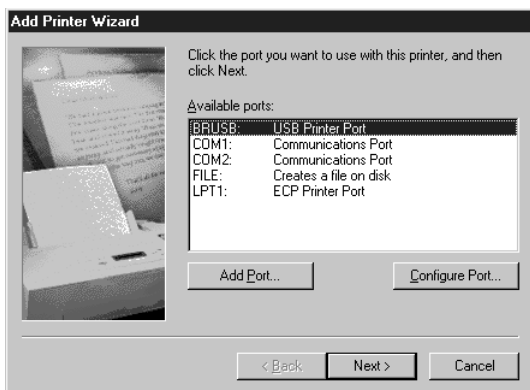 Add Printer Wizard
Click the port you want to use with this printer, and then
click Next.
Available ports:
BRUSB: USB Printer Port
COM1: Communications Port
COM2: Communications Port
FILE: Creates a file on disk
LPT1: ECP Printer Port
Add Port... Configure Port...
< Back Next > Cancel